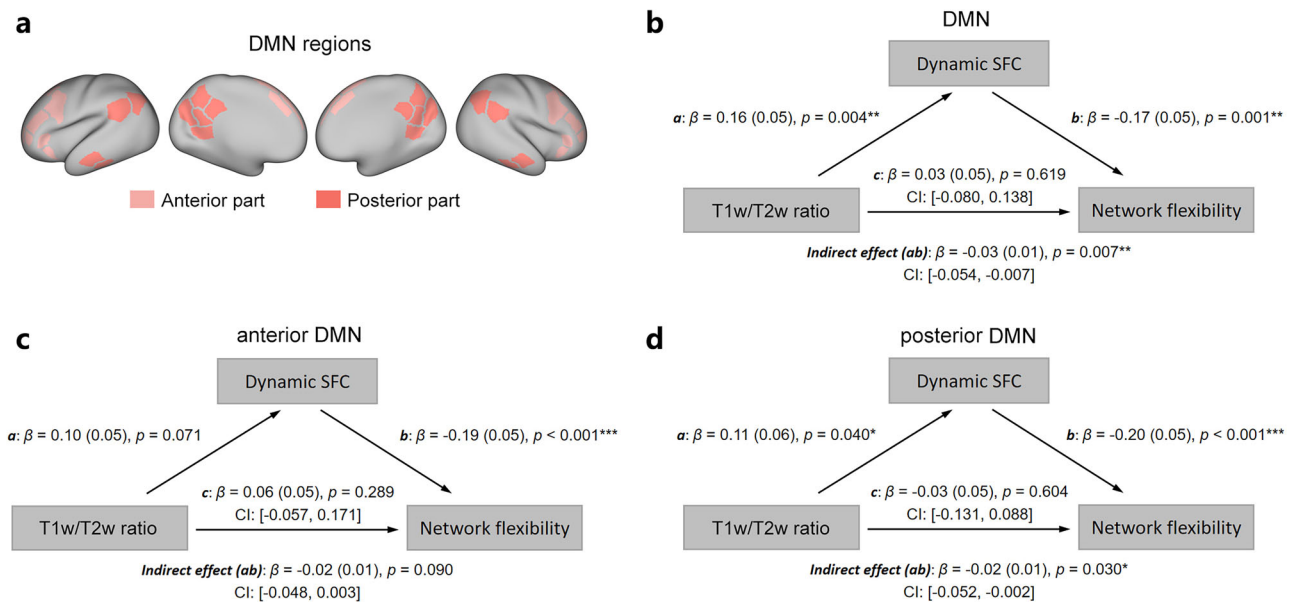 a
DMN regions
Anterior part
Posterior part
b
DMN
Dynamic SFC
a: β = 0.16 (0.05), p = 0.004**
b: β = -0.17 (0.05), p = 0.001**
c: β = 0.03 (0.05), p = 0.619
CI: [-0.080, 0.138]
T1w/T2w ratio
Network flexibility
Indirect effect (ab): β = -0.03 (0.01), p = 0.007**
CI: [-0.054, -0.007]
c
anterior DMN
Dynamic SFC
a: β = 0.10 (0.05), p = 0.071
b: β = -0.19 (0.05), p < 0.001***
c: β = 0.06 (0.05), p = 0.289
CI: [-0.057, 0.171]
T1w/T2w ratio
Network flexibility
Indirect effect (ab): β = -0.02 (0.01), p = 0.090
CI: [-0.048, 0.003]
d
posterior DMN
Dynamic SFC
a: β = 0.11 (0.06), p = 0.040*
b: β = -0.20 (0.05), p < 0.001***
c: β = -0.03 (0.05), p = 0.604
CI: [-0.131, 0.088]
T1w/T2w ratio
Network flexibility
Indirect effect (ab): β = -0.02 (0.01), p = 0.030*
CI: [-0.052, -0.002]